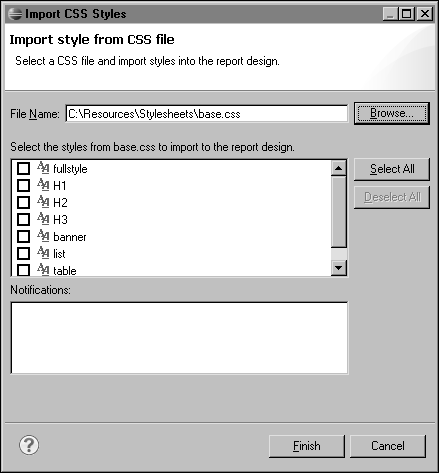 Import CSS Styles
Import style from CSS file
Select a CSS file and import styles into the report design.
File Name: C:\Resources\Stylesheets\base.css Browse...
Select the styles from base.css to import to the report design.
fullstyle
H1
H2
H3
banner
list
table
Select All
Deselect All
Notifications:
?
Finish Cancel